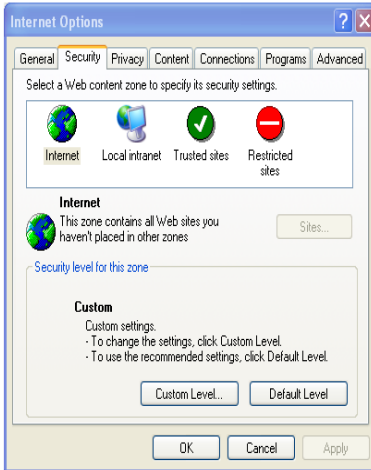 Internet Options
General Security Privacy Content Connections Programs Advanced
Select a Web content zone to specify its security settings.
Internet Local intranet Trusted sites Restricted
sites
Internet
This zone contains all Web sites you
haven't placed in other zones
Sites...
Security level for this zone
Custom
Custom settings.
- To change the settings, click Custom Level.
- To use the recommended settings, click Default Level.
Custom Level... Default Level
OK Cancel Apply